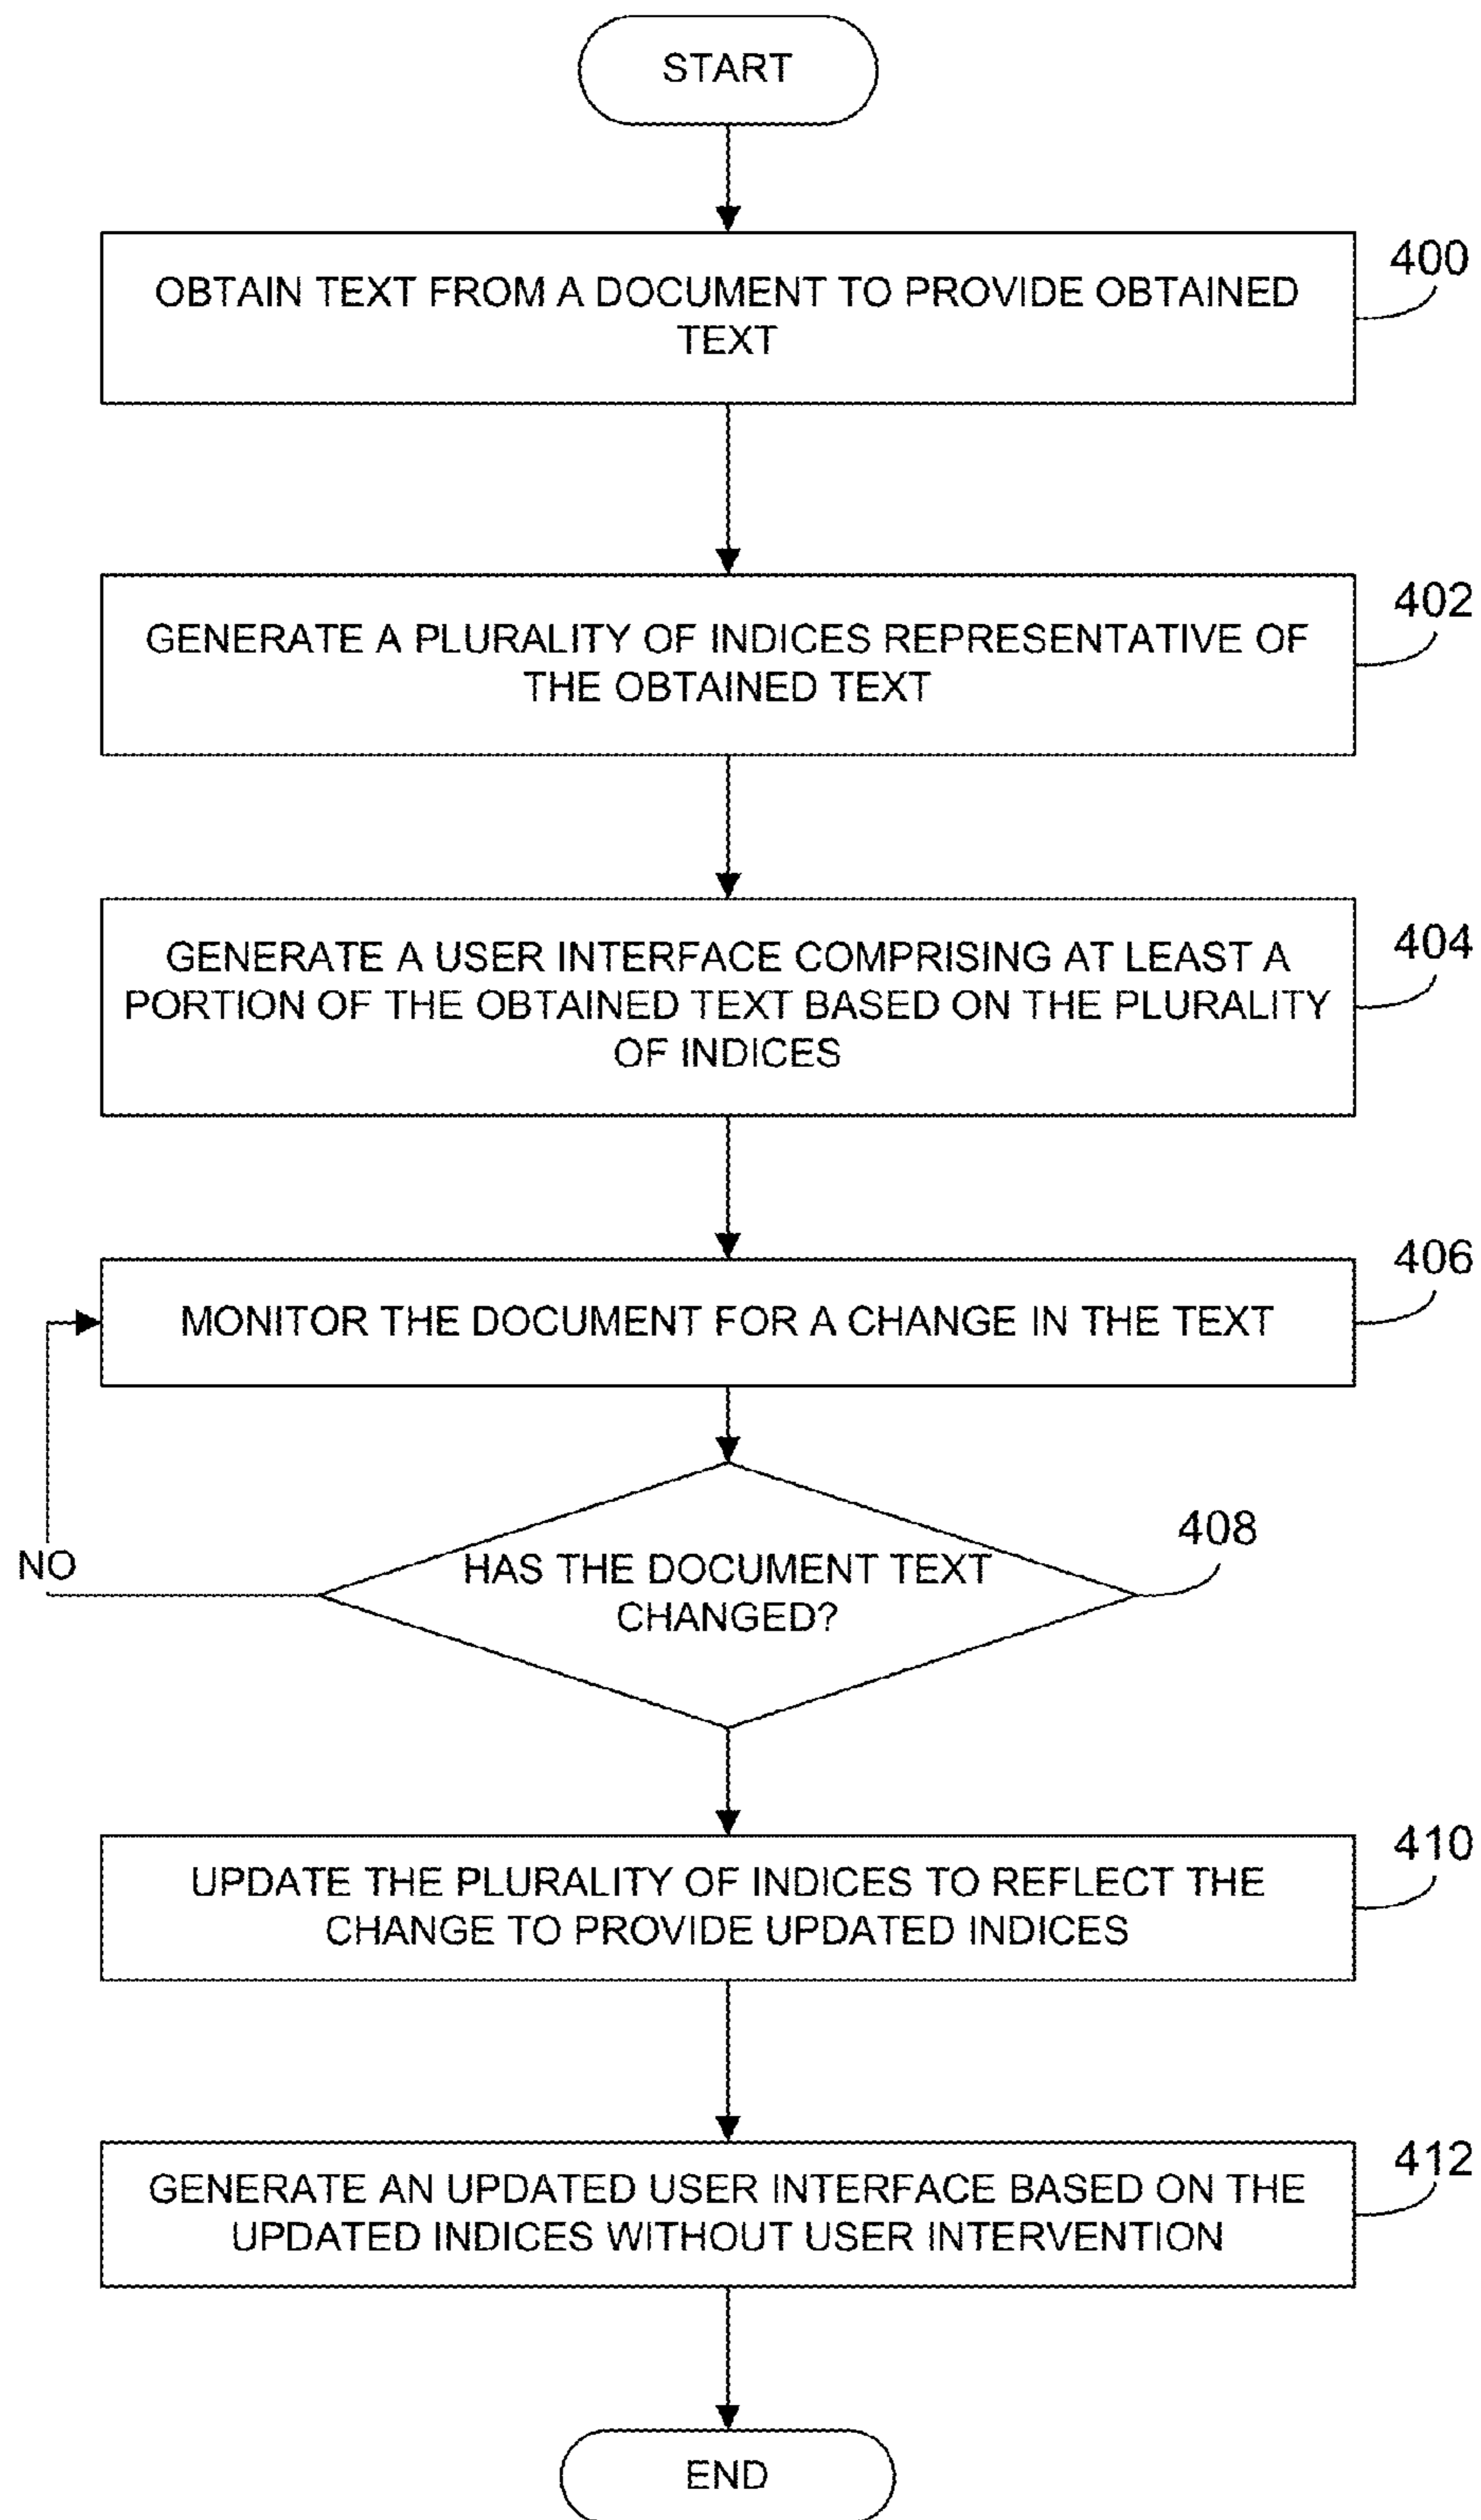 START
400
OBTAIN TEXT FROM A DOCUMENT TO PROVIDE OBTAINED
TEXT
402
GENERATE A PLURALITY OF INDICES REPRESENTATIVE OF
THE OBTAINED TEXT
404
GENERATE A USER INTERFACE COMPRISING AT LEAST A
PORTION OF THE OBTAINED TEXT BASED ON THE PLURALITY
OF INDICES
406
MONITOR THE DOCUMENT FOR A CHANGE IN THE TEXT
408
NO
HAS THE DOCUMENT TEXT
CHANGED?
410
UPDATE THE PLURALITY OF INDICES TO REFLECT THE
CHANGE TO PROVIDE UPDATED INDICES
412
GENERATE AN UPDATED USER INTERFACE BASED ON THE
UPDATED INDICES WITHOUT USER INTERVENTION
END